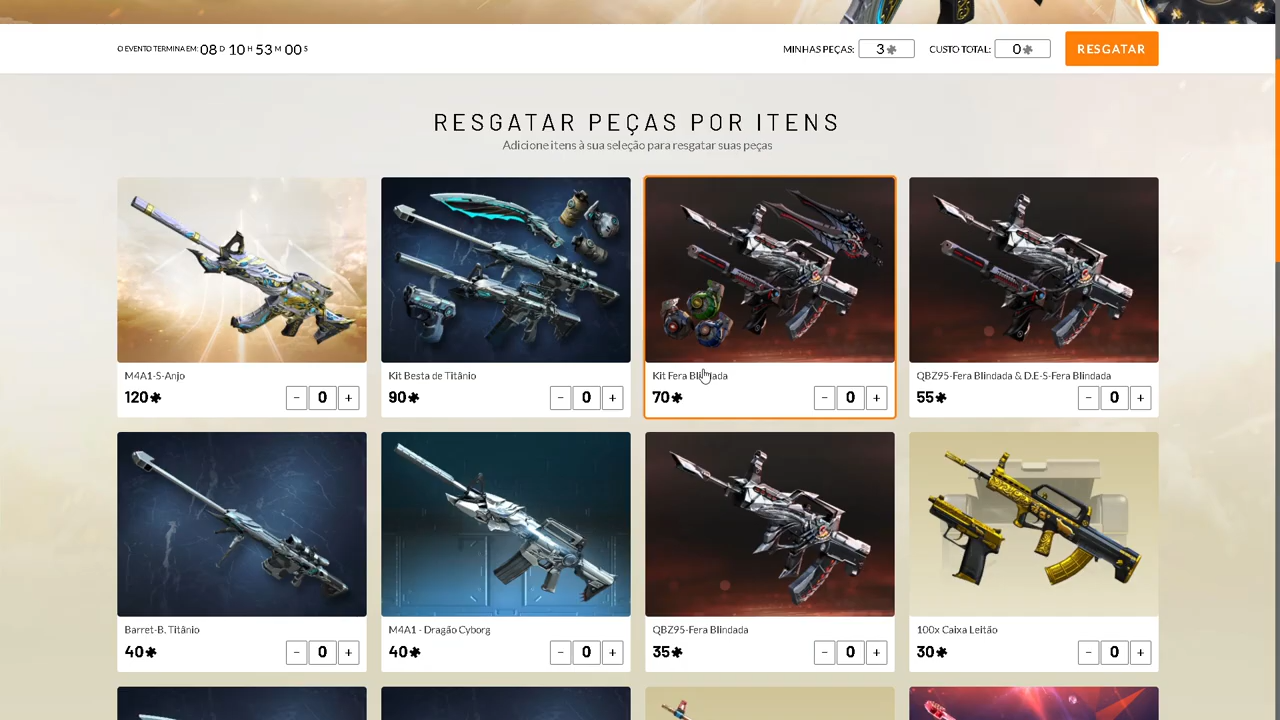 O EVENTO TERMINA EM: 08 D 10 H 53 M 00 S
MINHAS PEÇAS: 3
CUSTO TOTAL: 0
RESGATAR
RESGATAR PEÇAS POR ITENS
Adicione itens à sua seleção para resgatar suas peças
M4A1-S-Anjo
120
− 0 +
Kit Besta de Titânio
90
− 0 +
Kit Fera Blindada
70
− 0 +
QBZ95-Fera Blindada & D.E-S-Fera Blindada
55
− 0 +
Barret-B. Titânio
40
− 0 +
M4A1 - Dragão Cyborg
40
− 0 +
QBZ95-Fera Blindada
35
− 0 +
100x Caixa Leitão
30
− 0 +